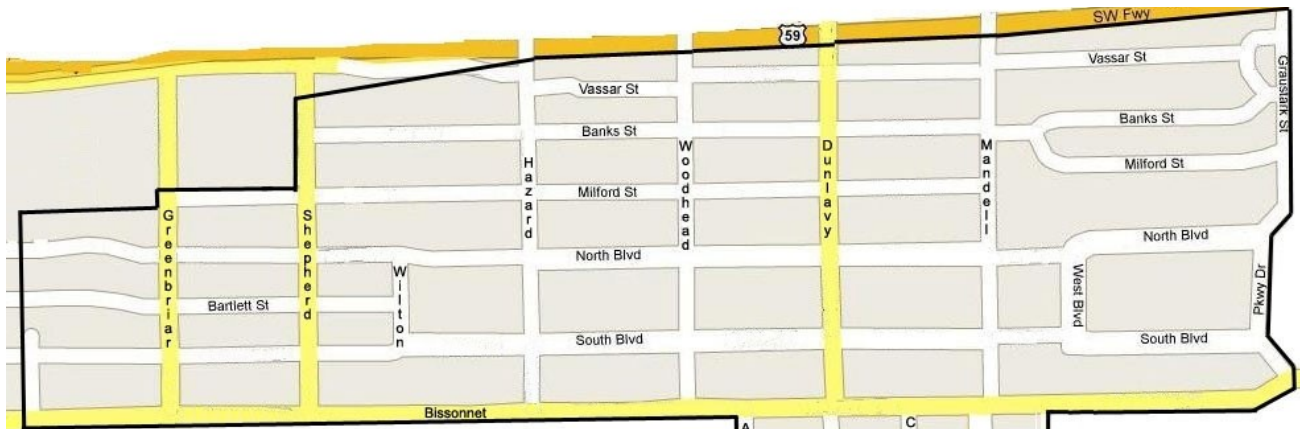 SW Fwy
59
Vassar St
Vassar St
Graustark St
Banks St
Banks St
Milford St
Milford St
Hazard
Woodhead
Dunlavy
Mandell
Greenbriar
Shepherd
North Blvd
North Blvd
Wilton
West Blvd
Pkwy Dr
Bartlett St
South Blvd
South Blvd
Bissonnet
A
C